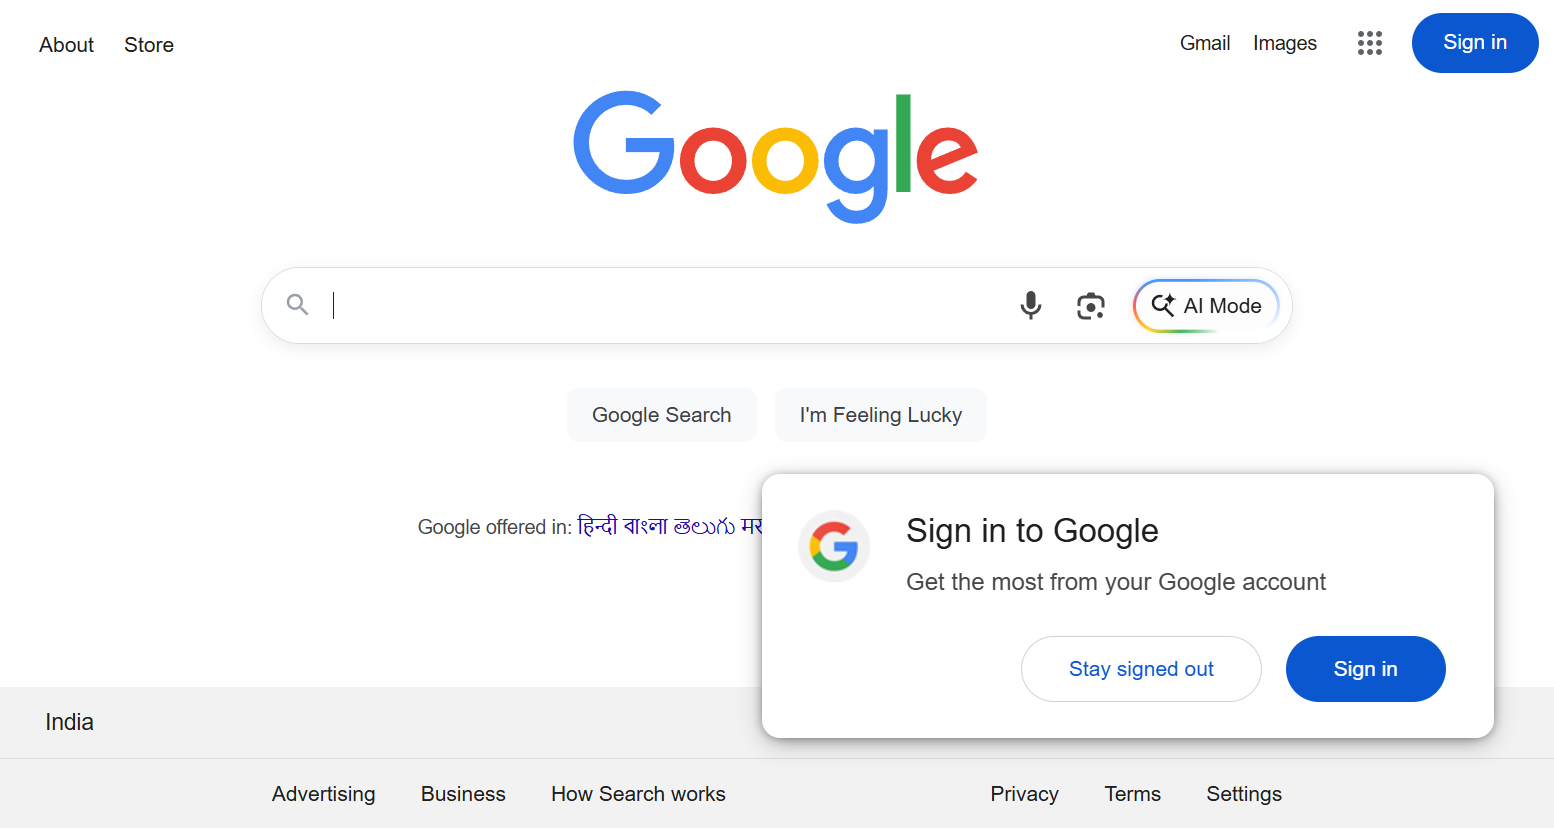 About Store Gmail Images Sign in
Google
AI Mode
Google Search I'm Feeling Lucky
Google offered in: हिन्दी বাংলা తెలుగు
Sign in to Google
Get the most from your Google account
Stay signed out Sign in
India
Advertising Business How Search works Privacy Terms Settings